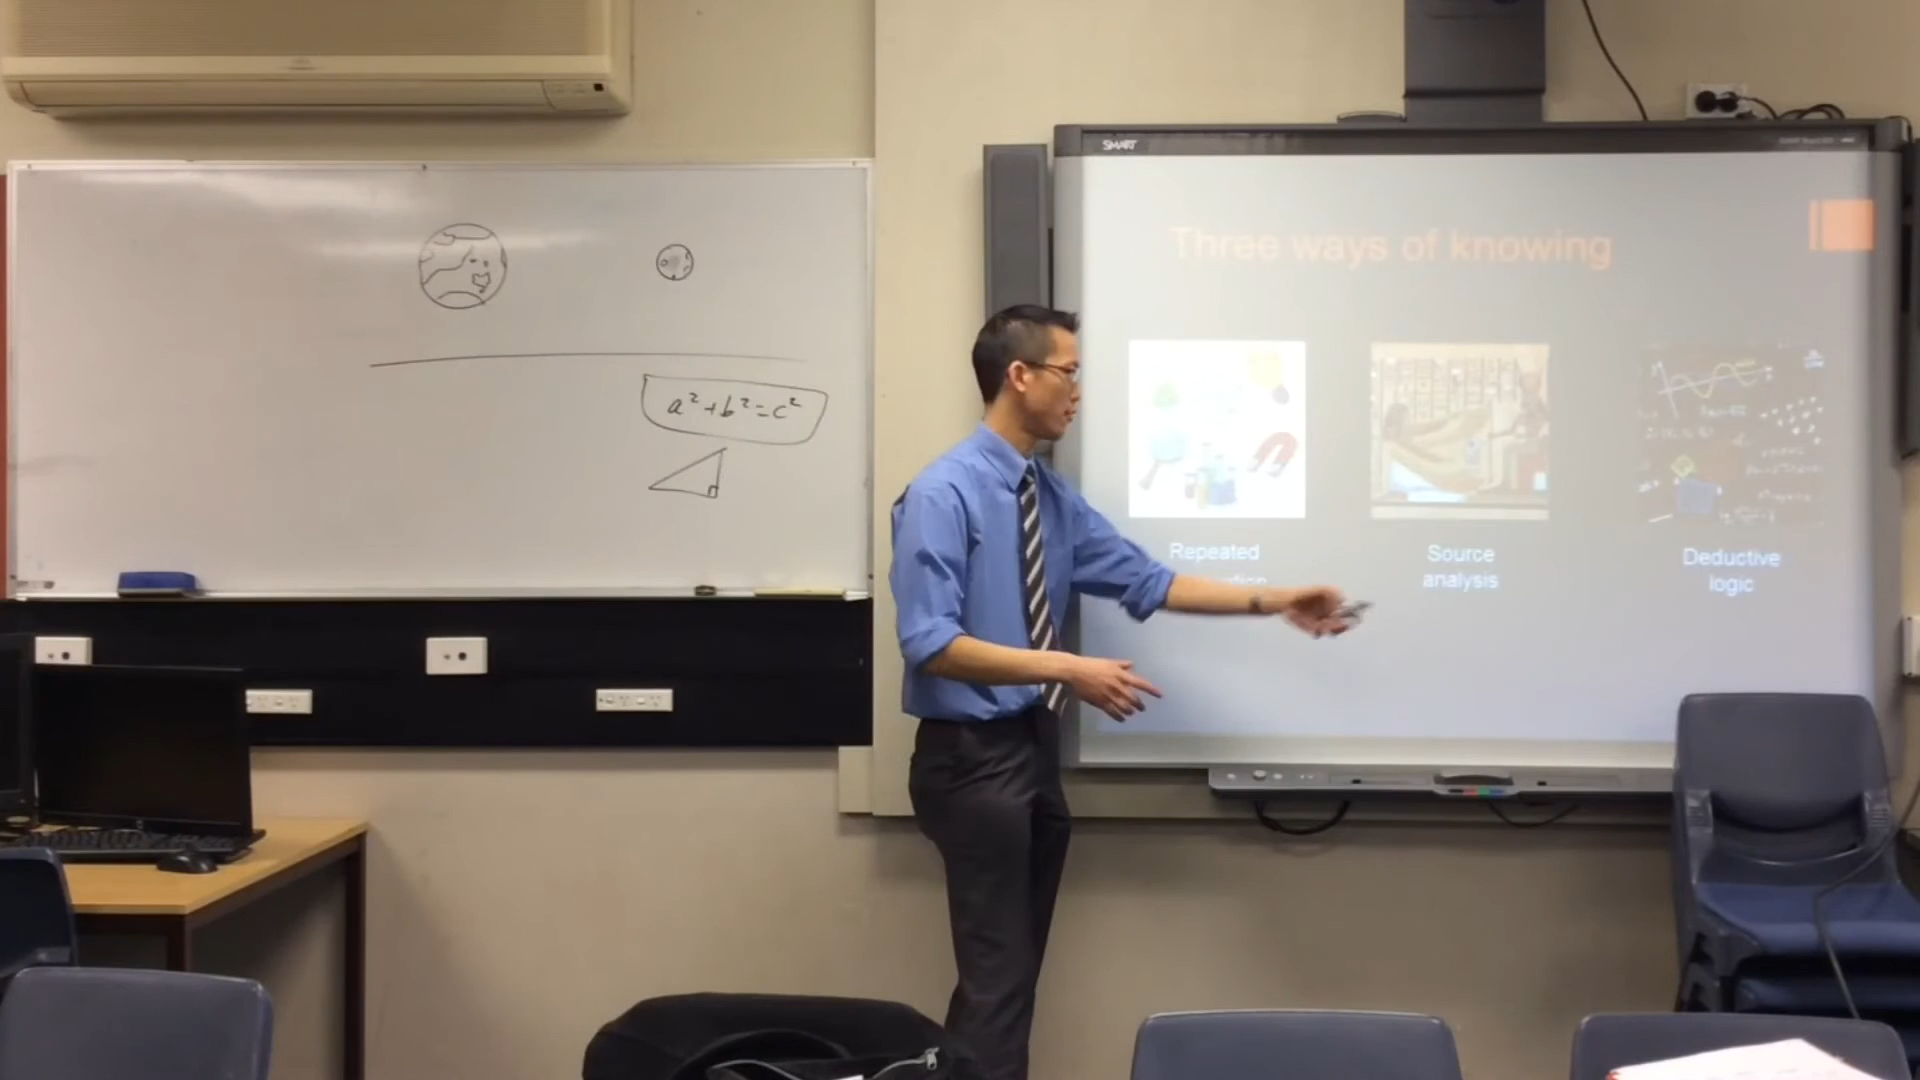 a²+b²=c²
SMART
Three ways of knowing
Repeated
Source
analysis
Deductive
logic